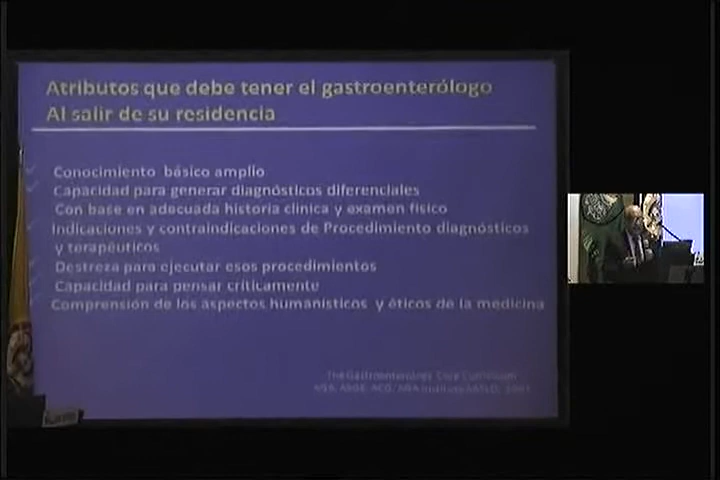 Atributos que debe tener el gastroenterólogo
Al salir de su residencia
Conocimiento básico amplio
Capacidad para generar diagnósticos diferenciales
Con base en adecuada historia clínica y examen físico
Indicaciones y contraindicaciones de Procedimiento diagnósticos
y terapéuticos
Destreza para ejecutar esos procedimientos
Capacidad para pensar críticamente
Comprensión de los aspectos humanísticos y éticos de la medicina
The Gastroenterology Core Curriculum